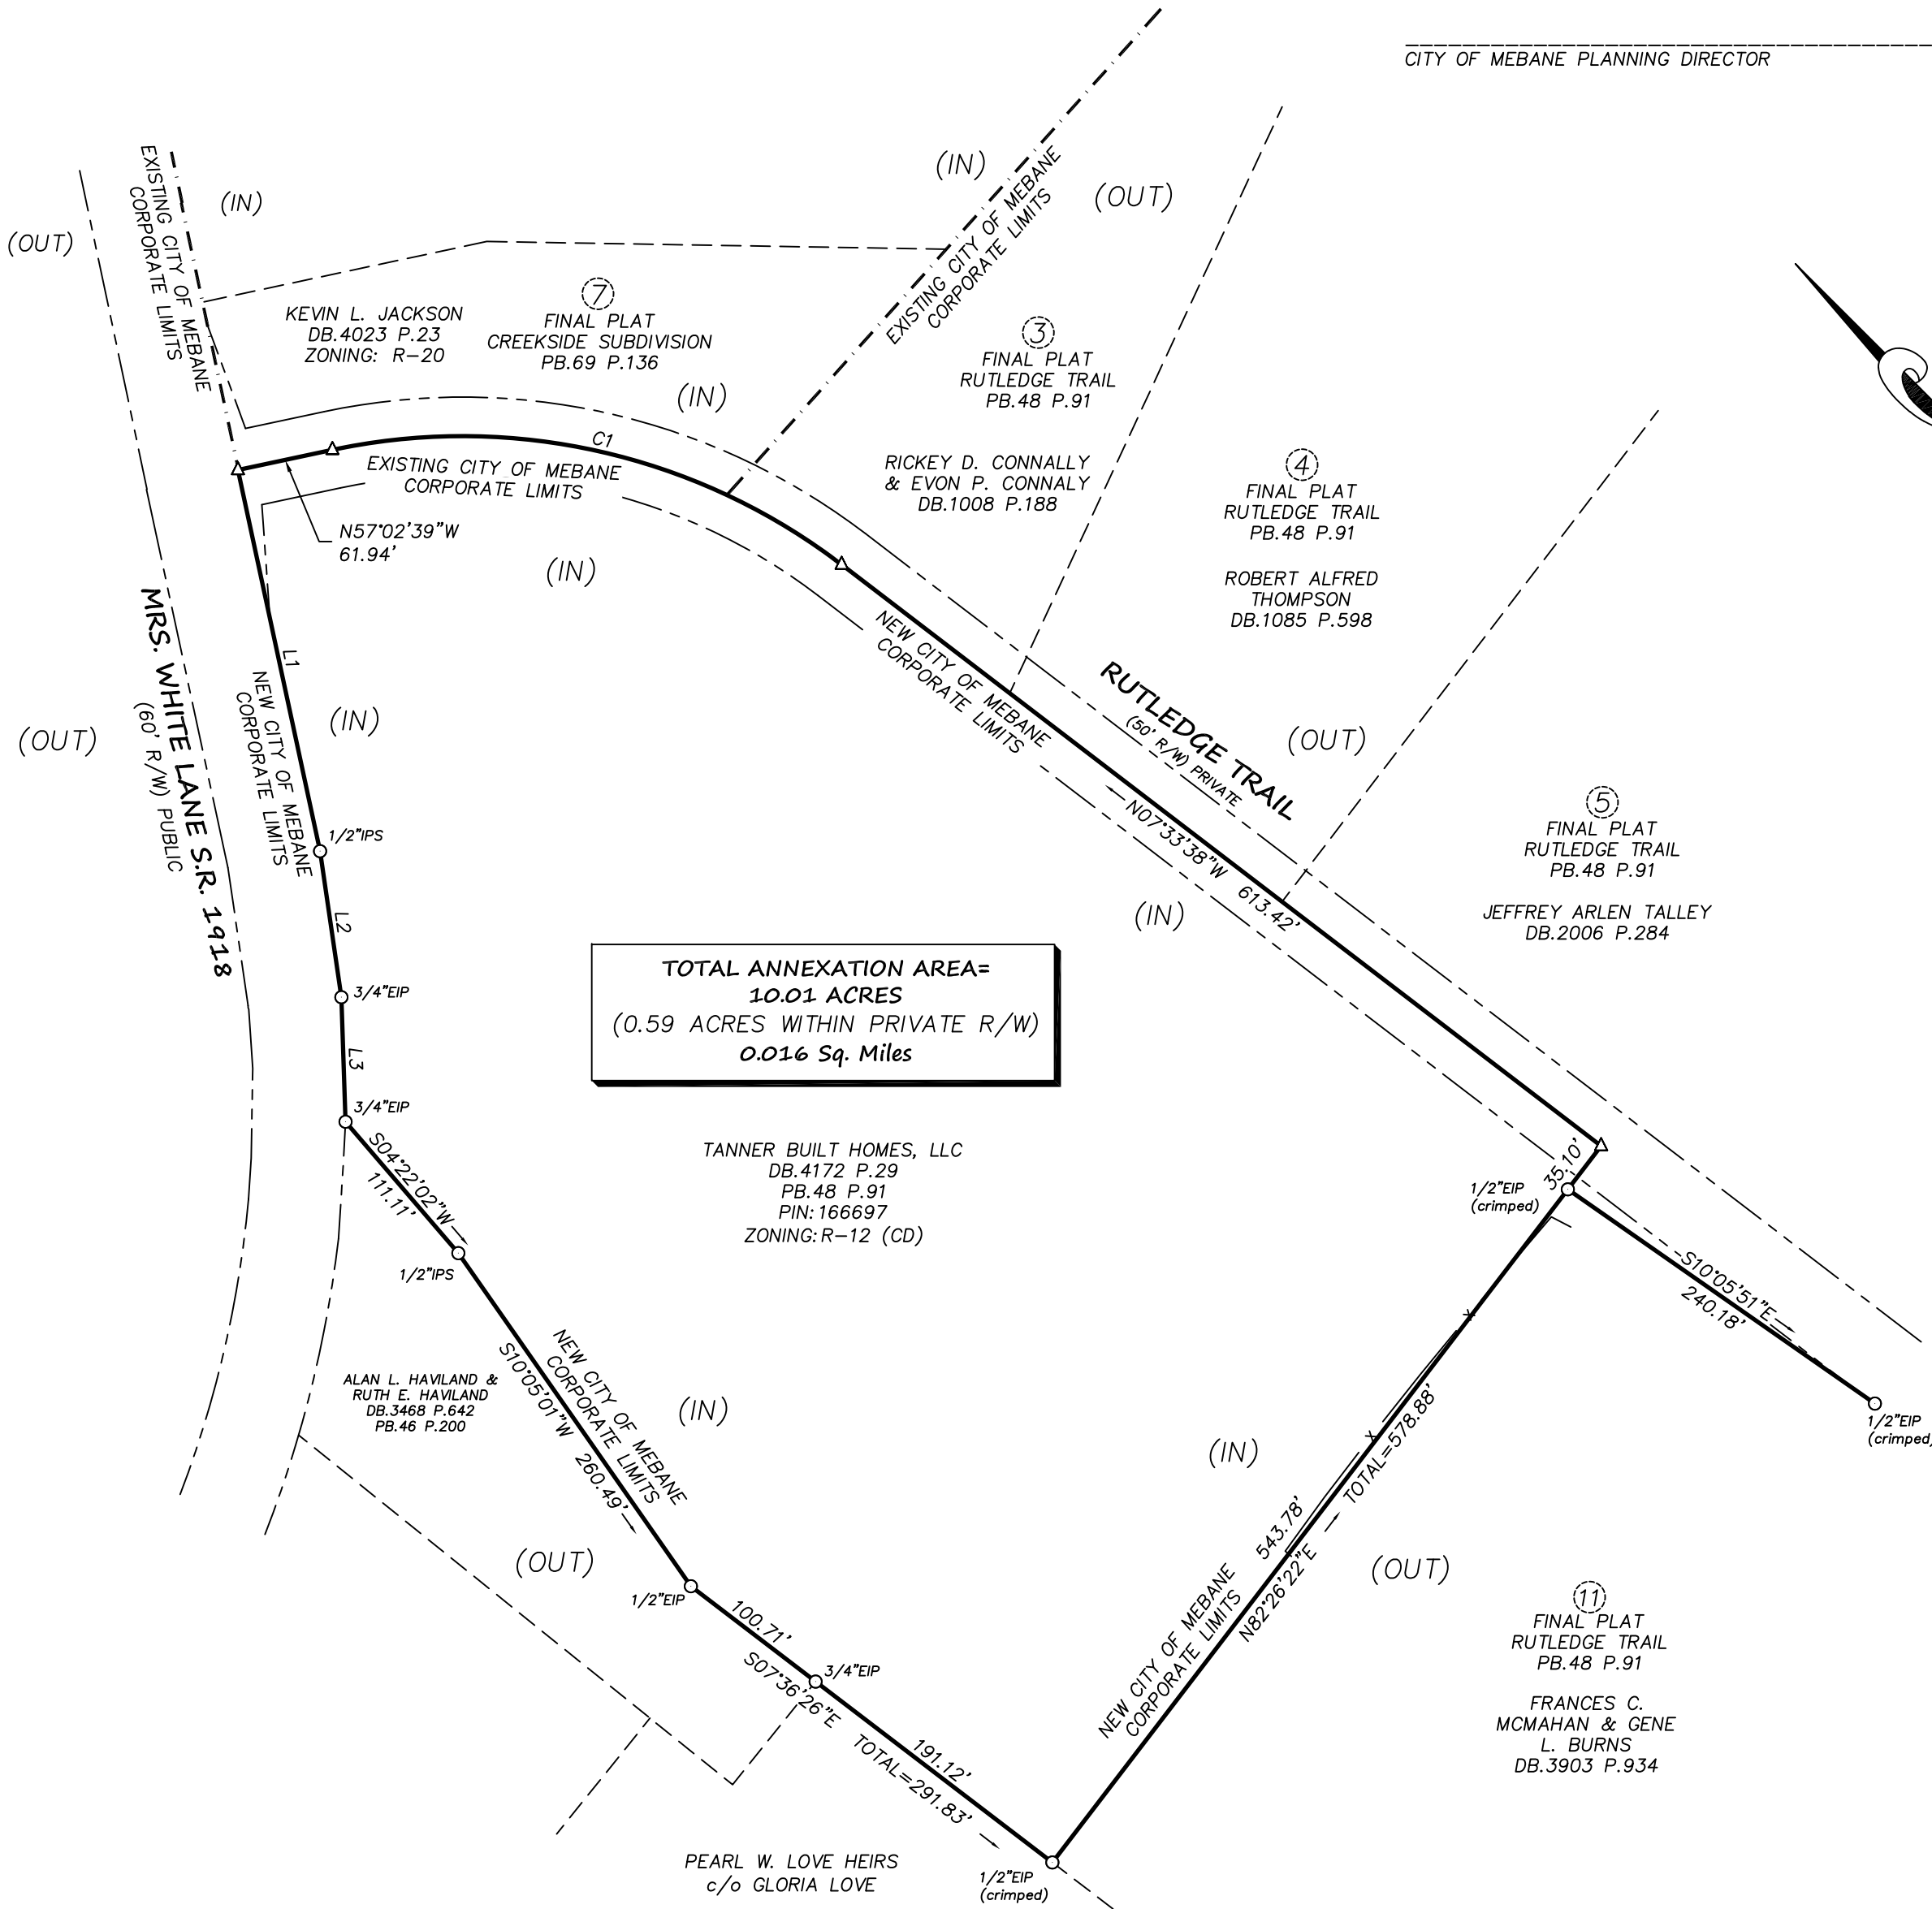 CITY OF MEBANE PLANNING DIRECTOR
EXISTING CITY OF MEBANE
CORPORATE LIMITS
(IN)
(OUT)
(IN)
EXISTING CITY OF MEBANE
CORPORATE LIMITS
(OUT)
KEVIN L. JACKSON
DB.4023 P.23
ZONING: R-20
7
FINAL PLAT
CREEKSIDE SUBDIVISION
PB.69 P.136
(IN)
3
FINAL PLAT
RUTLEDGE TRAIL
PB.48 P.91
RICKEY D. CONNALLY
& EVON P. CONNALY
DB.1008 P.188
C1
EXISTING CITY OF MEBANE
CORPORATE LIMITS
N57°02'39"W
61.94'
(IN)
4
FINAL PLAT
RUTLEDGE TRAIL
PB.48 P.91
ROBERT ALFRED
THOMPSON
DB.1085 P.598
MRS. WHITE LANE S.R. 1918
(60' R/W) PUBLIC
(OUT)
L1
NEW CITY OF MEBANE
CORPORATE LIMITS
(IN)
NEW CITY OF MEBANE
CORPORATE LIMITS
RUTLEDGE TRAIL
(50' R/W) PRIVATE
(OUT)
N07°33'38"W 613.42'
(IN)
5
FINAL PLAT
RUTLEDGE TRAIL
PB.48 P.91
JEFFREY ARLEN TALLEY
DB.2006 P.284
1/2"IPS
L2
3/4"EIP
L3
3/4"EIP
TOTAL ANNEXATION AREA=
10.01 ACRES
(0.59 ACRES WITHIN PRIVATE R/W)
0.016 Sq. Miles
TANNER BUILT HOMES, LLC
DB.4172 P.29
PB.48 P.91
PIN: 166697
ZONING: R-12 (CD)
S04°22'02"W
111.11'
1/2"IPS
35.10'
1/2"EIP
(crimped)
S10°05'51"E
240.18'
1/2"EIP
(crimped)
ALAN L. HAVILAND &
RUTH E. HAVILAND
DB.3468 P.642
PB.46 P.200
NEW CITY OF MEBANE
CORPORATE LIMITS
S10°05'01"W 260.49'
(IN)
(IN)
(OUT)
1/2"EIP
100.71'
3/4"EIP
S07°36'26"E TOTAL=291.83'
191.12'
NEW CITY OF MEBANE
CORPORATE LIMITS
543.78'
N82°26'22"E TOTAL=578.88'
(OUT)
11
FINAL PLAT
RUTLEDGE TRAIL
PB.48 P.91
FRANCES C.
MCMAHAN & GENE
L. BURNS
DB.3903 P.934
PEARL W. LOVE HEIRS
c/o GLORIA LOVE
1/2"EIP
(crimped)